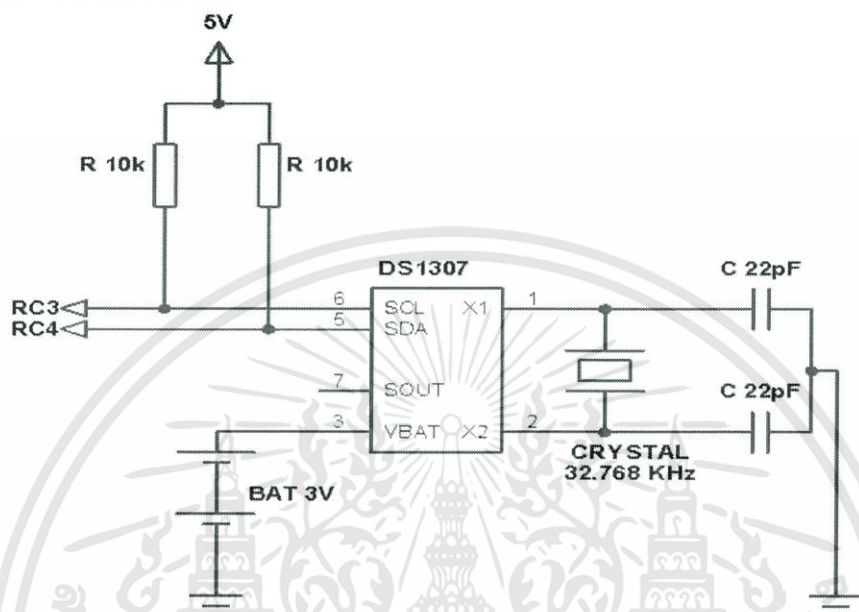 5V
R 10k R 10k
DS1307
C 22pF
RC3 6 SCL X1 1
RC4 5 SDA
7 SOUT
C 22pF
3 VBAT X2 2
CRYSTAL
32.768 KHz
BAT 3V